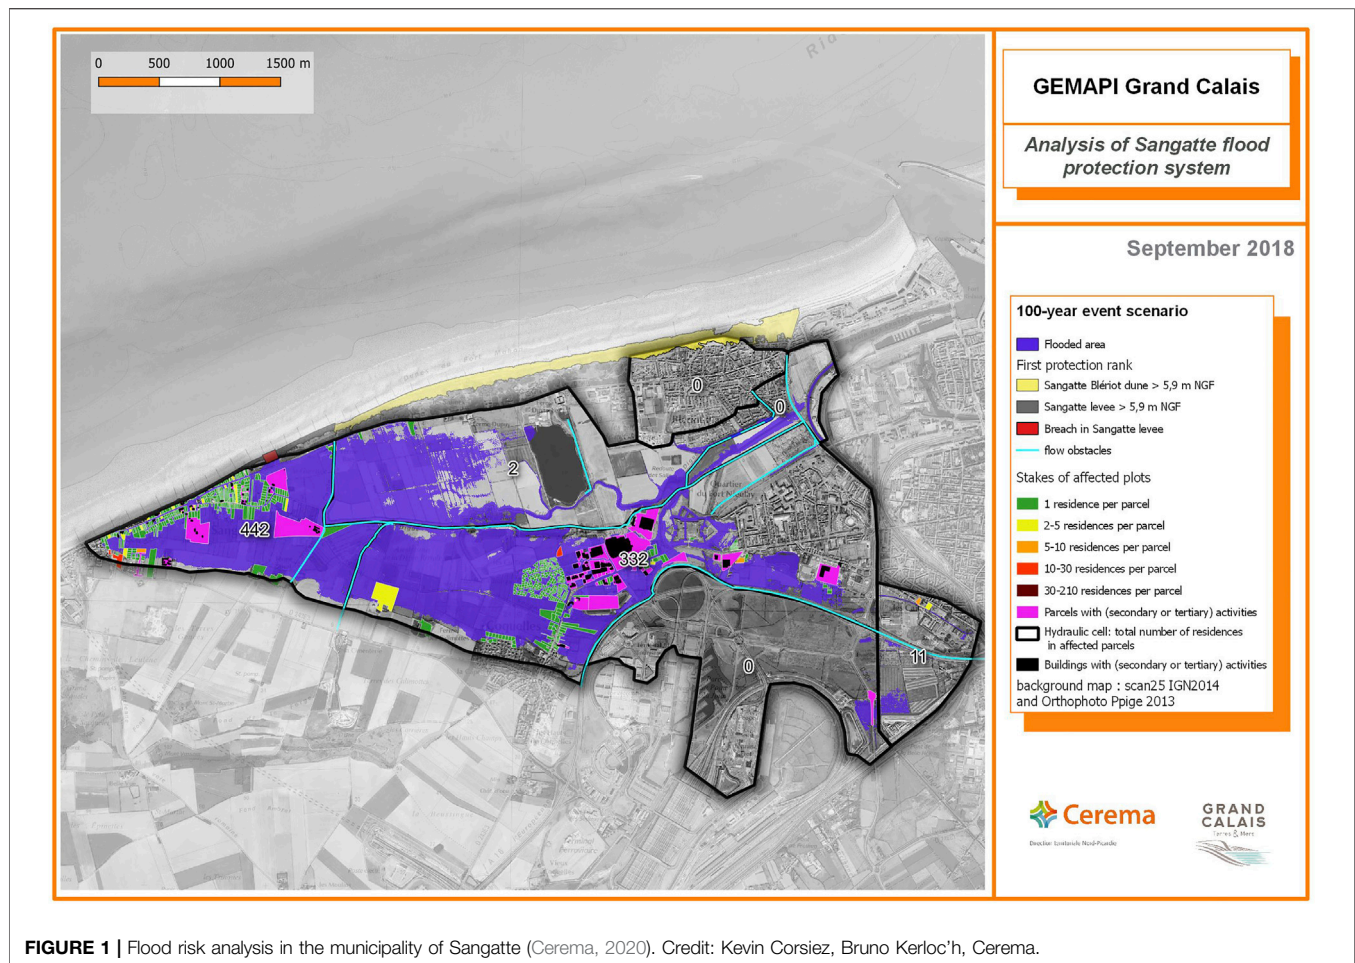 0 500 1000 1500 m
GEMAPI Grand Calais
Analysis of Sangatte flood
protection system
September 2018
100-year event scenario
Flooded area
First protection rank
Sangatte Blériot dune > 5,9 m NGF
Sangatte levee > 5,9 m NGF
Breach in Sangatte levee
flow obstacles
Stakes of affected plots
1 residence per parcel
2-5 residences per parcel
5-10 residences per parcel
10-30 residences per parcel
30-210 residences per parcel
Parcels with (secondary or tertiary) activities
Hydraulic cell: total number of residences
in affected parcels
Buildings with (secondary or tertiary) activities
background map : scan25 IGN2014
and Orthophoto Ppige 2013
0
0
2
442
332
0
11
Cerema
Direction territoriale Nord-Picardie
GRAND
CALAIS
Terres & Mers
FIGURE 1 | Flood risk analysis in the municipality of Sangatte (Cerema, 2020). Credit: Kevin Corsiez, Bruno Kerloc'h, Cerema.